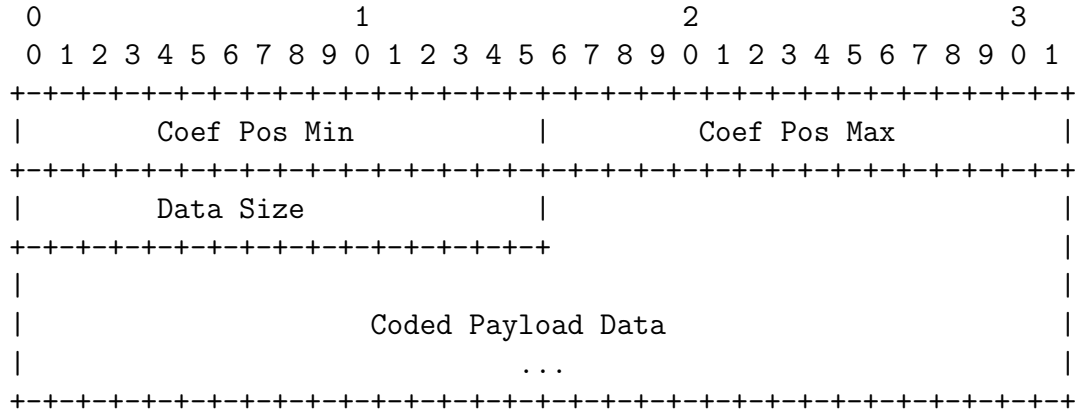 0                   1                   2                   3
 0 1 2 3 4 5 6 7 8 9 0 1 2 3 4 5 6 7 8 9 0 1 2 3 4 5 6 7 8 9 0 1
+-+-+-+-+-+-+-+-+-+-+-+-+-+-+-+-+-+-+-+-+-+-+-+-+-+-+-+-+-+-+-+-+
|        Coef Pos Min           |         Coef Pos Max          |
+-+-+-+-+-+-+-+-+-+-+-+-+-+-+-+-+-+-+-+-+-+-+-+-+-+-+-+-+-+-+-+-+
|        Data Size              |                               |
+-+-+-+-+-+-+-+-+-+-+-+-+-+-+-+-+                               |
|                                                               |
|                     Coded Payload Data                        |
|                              ...                              |
+-+-+-+-+-+-+-+-+-+-+-+-+-+-+-+-+-+-+-+-+-+-+-+-+-+-+-+-+-+-+-+-+